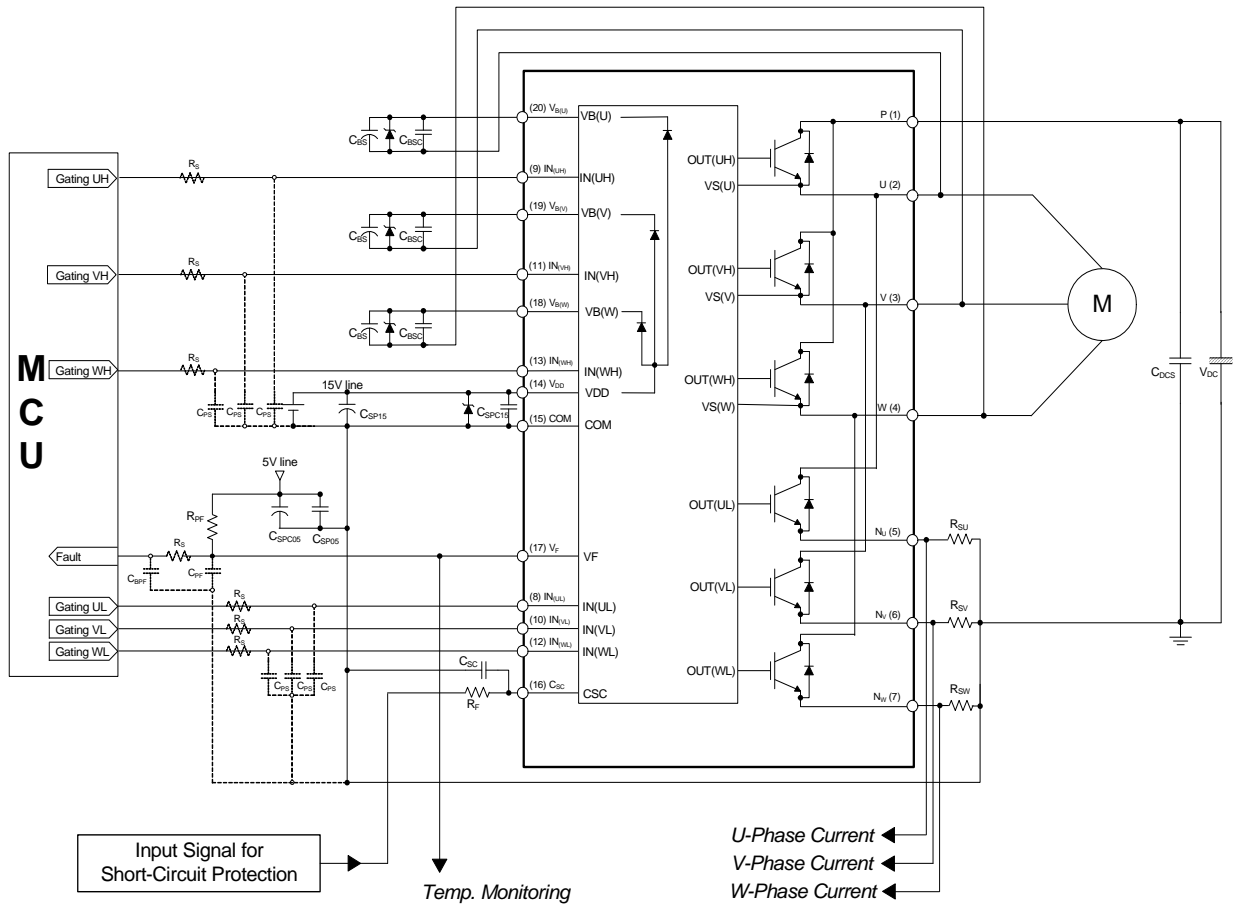 MCU
Gating UH
Gating VH
Gating WH
Fault
Gating UL
Gating VL
Gating WL
RS
RS
RS
CBS
CBSC
CBS
CBSC
CBS
CBSC
CPS
CPS
CPS
15V line
CSP15
CSPC15
5V line
RPF
CSPC05
CSP05
RS
CBPF
CPF
RS
RS
RS
CPS
CPS
CPS
CSC
RF
(20) VB(U)
(9) IN(UH)
(19) VB(V)
(11) IN(VH)
(18) VB(W)
(13) IN(WH)
(14) VDD
(15) COM
(17) VF
(8) IN(UL)
(10) IN(VL)
(12) IN(WL)
(16) CSC
VB(U)
IN(UH)
VB(V)
IN(VH)
VB(W)
IN(WH)
VDD
COM
VF
IN(UL)
IN(VL)
IN(WL)
CSC
OUT(UH)
VS(U)
OUT(VH)
VS(V)
OUT(WH)
VS(W)
OUT(UL)
OUT(VL)
OUT(WL)
P (1)
U (2)
V (3)
W (4)
NU (5)
NV (6)
NW (7)
RSU
RSV
RSW
M
CDCS
VDC
Input Signal for
Short-Circuit Protection
Temp. Monitoring
U-Phase Current
V-Phase Current
W-Phase Current